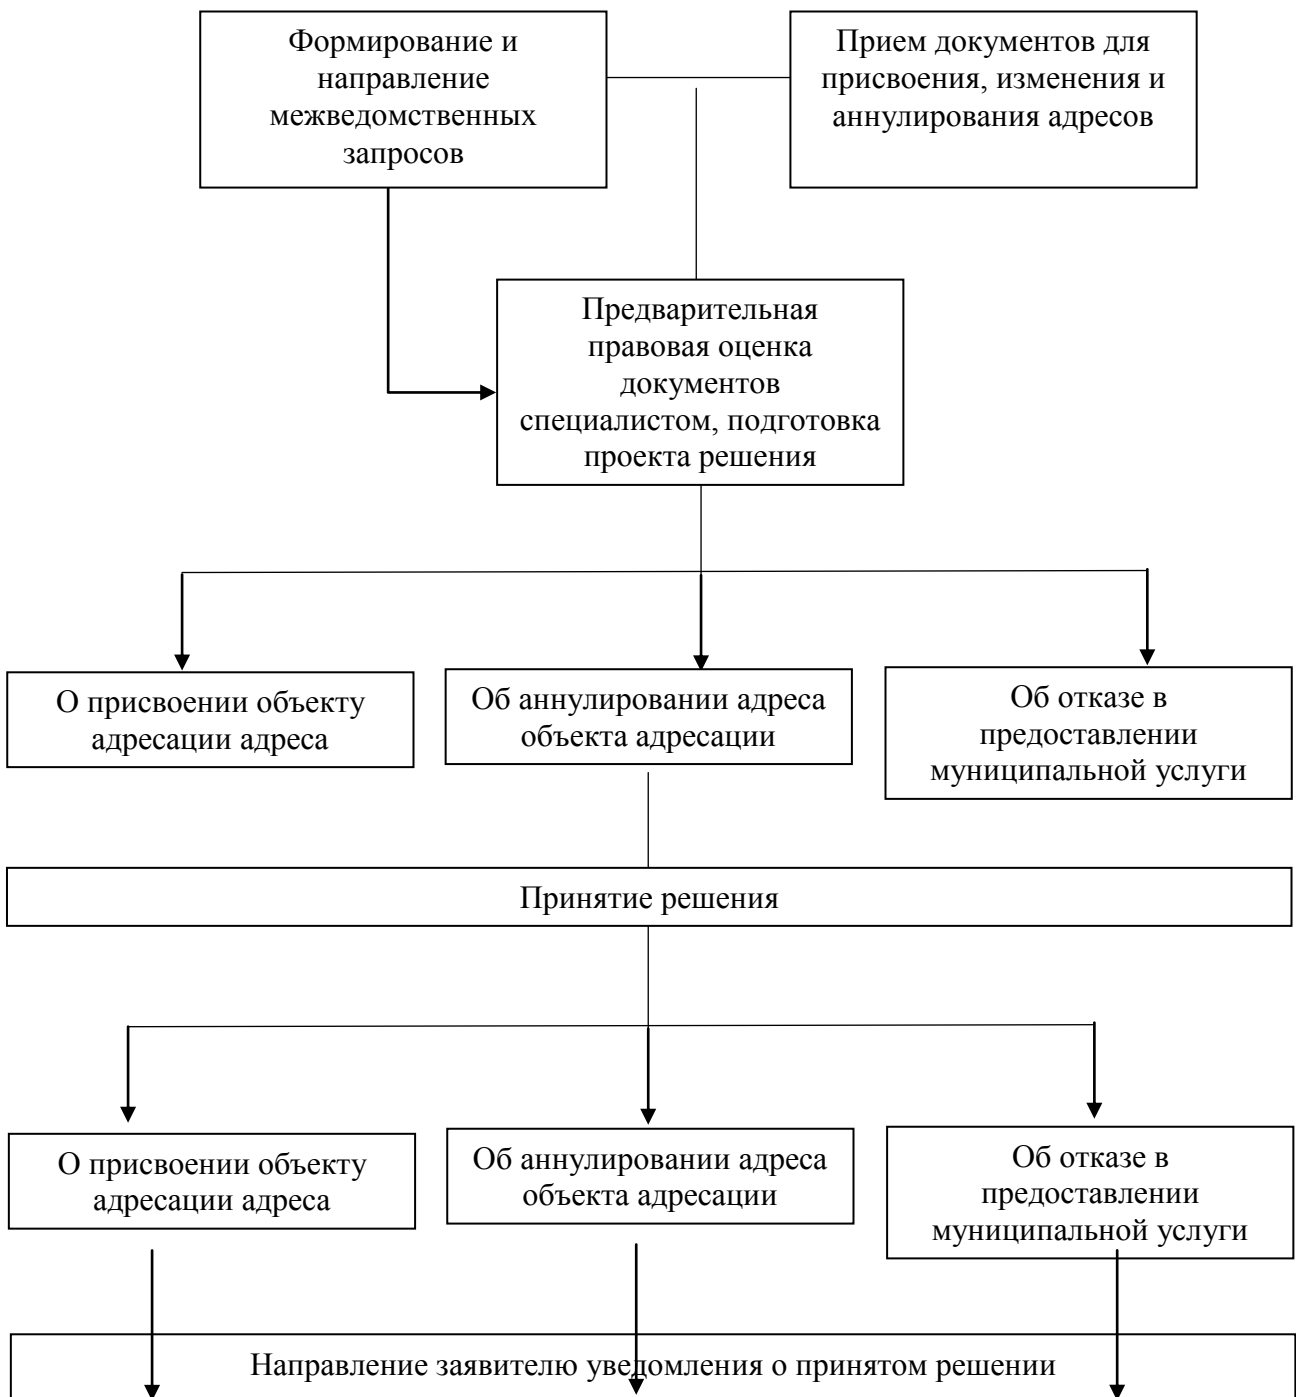 Формирование и
направление
межведомственных
запросов
Прием документов для
присвоения, изменения и
аннулирования адресов
Предварительная
правовая оценка
документов
специалистом, подготовка
проекта решения
О присвоении объекту
адресации адреса
Об аннулировании адреса
объекта адресации
Об отказе в
предоставлении
муниципальной услуги
Принятие решения
О присвоении объекту
адресации адреса
Об аннулировании адреса
объекта адресации
Об отказе в
предоставлении
муниципальной услуги
Направление заявителю уведомления о принятом решении